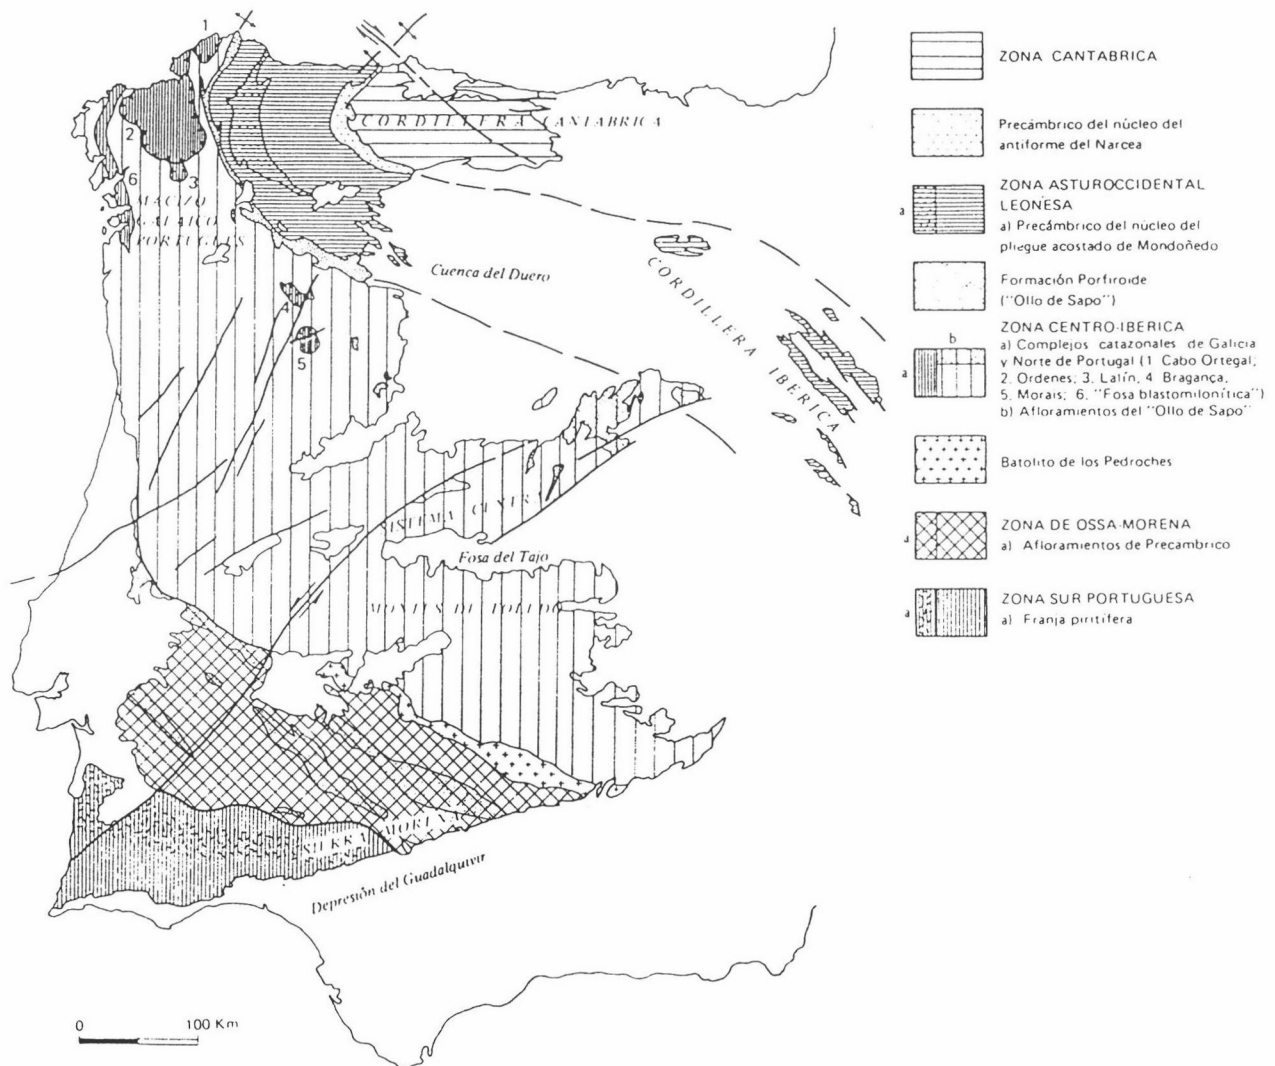 1
2
3
6
4
5
CORDILLERA CANTABRICA
MACIZO
GALAICO
PORTUGUES
Cuenca del Duero
CORDILLERA IBERICA
SISTEMA CENTRAL
Fosa del Tajo
MONTES DE TOLEDO
SIERRA MORENA
Depresión del Guadalquivir
0 100 Km
ZONA CANTABRICA
Precámbrico del núcleo del
antiforme del Narcea
a
ZONA ASTUROCCIDENTAL
LEONESA
a) Precámbrico del núcleo del
pliegue acostado de Mondoñedo
Formación Porfiroide
("Ollo de Sapo")
b
a
ZONA CENTRO-IBERICA
a) Complejos catazonales de Galicia
y Norte de Portugal (1 Cabo Ortegal;
2. Ordenes; 3. Lalín, 4 Bragança,
5. Morais; 6. "Fosa blastomilonítica")
b) Afloramientos del "Ollo de Sapo"
Batolito de los Pedroches
a
ZONA DE OSSA-MORENA
a) Afloramientos de Precambrico
a
ZONA SUR PORTUGUESA
a) Franja piritífera